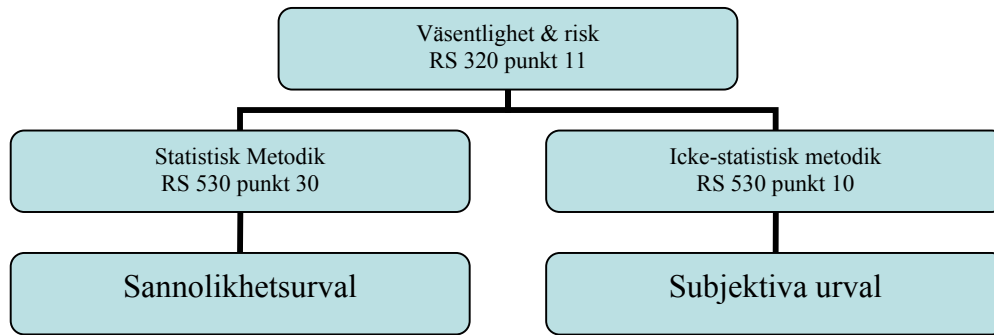 Väsentlighet & risk
RS 320 punkt 11
Statistisk Metodik
RS 530 punkt 30
Icke-statistisk metodik
RS 530 punkt 10
Sannolikhetsurval
Subjektiva urval